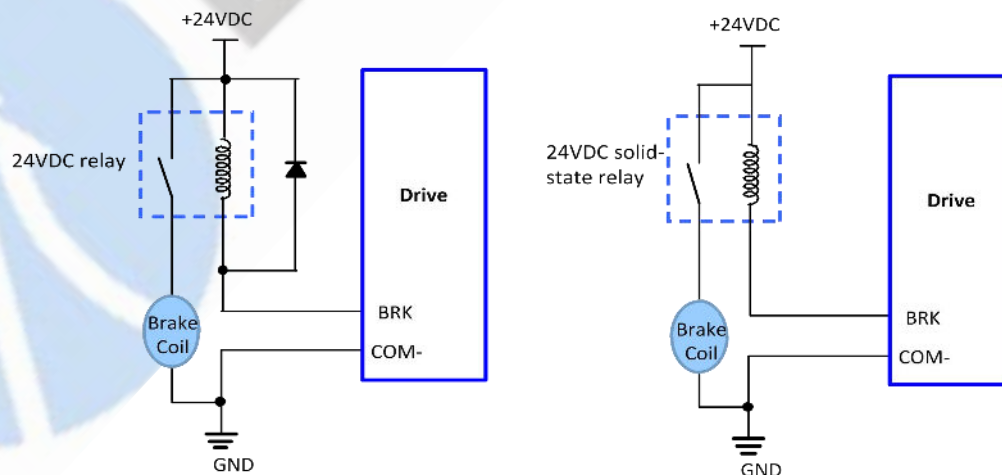 +24VDC
24VDC relay
Drive
BRK
COM-
Brake
Coil
GND
+24VDC
24VDC solid-
state relay
Drive
BRK
COM-
Brake
Coil
GND